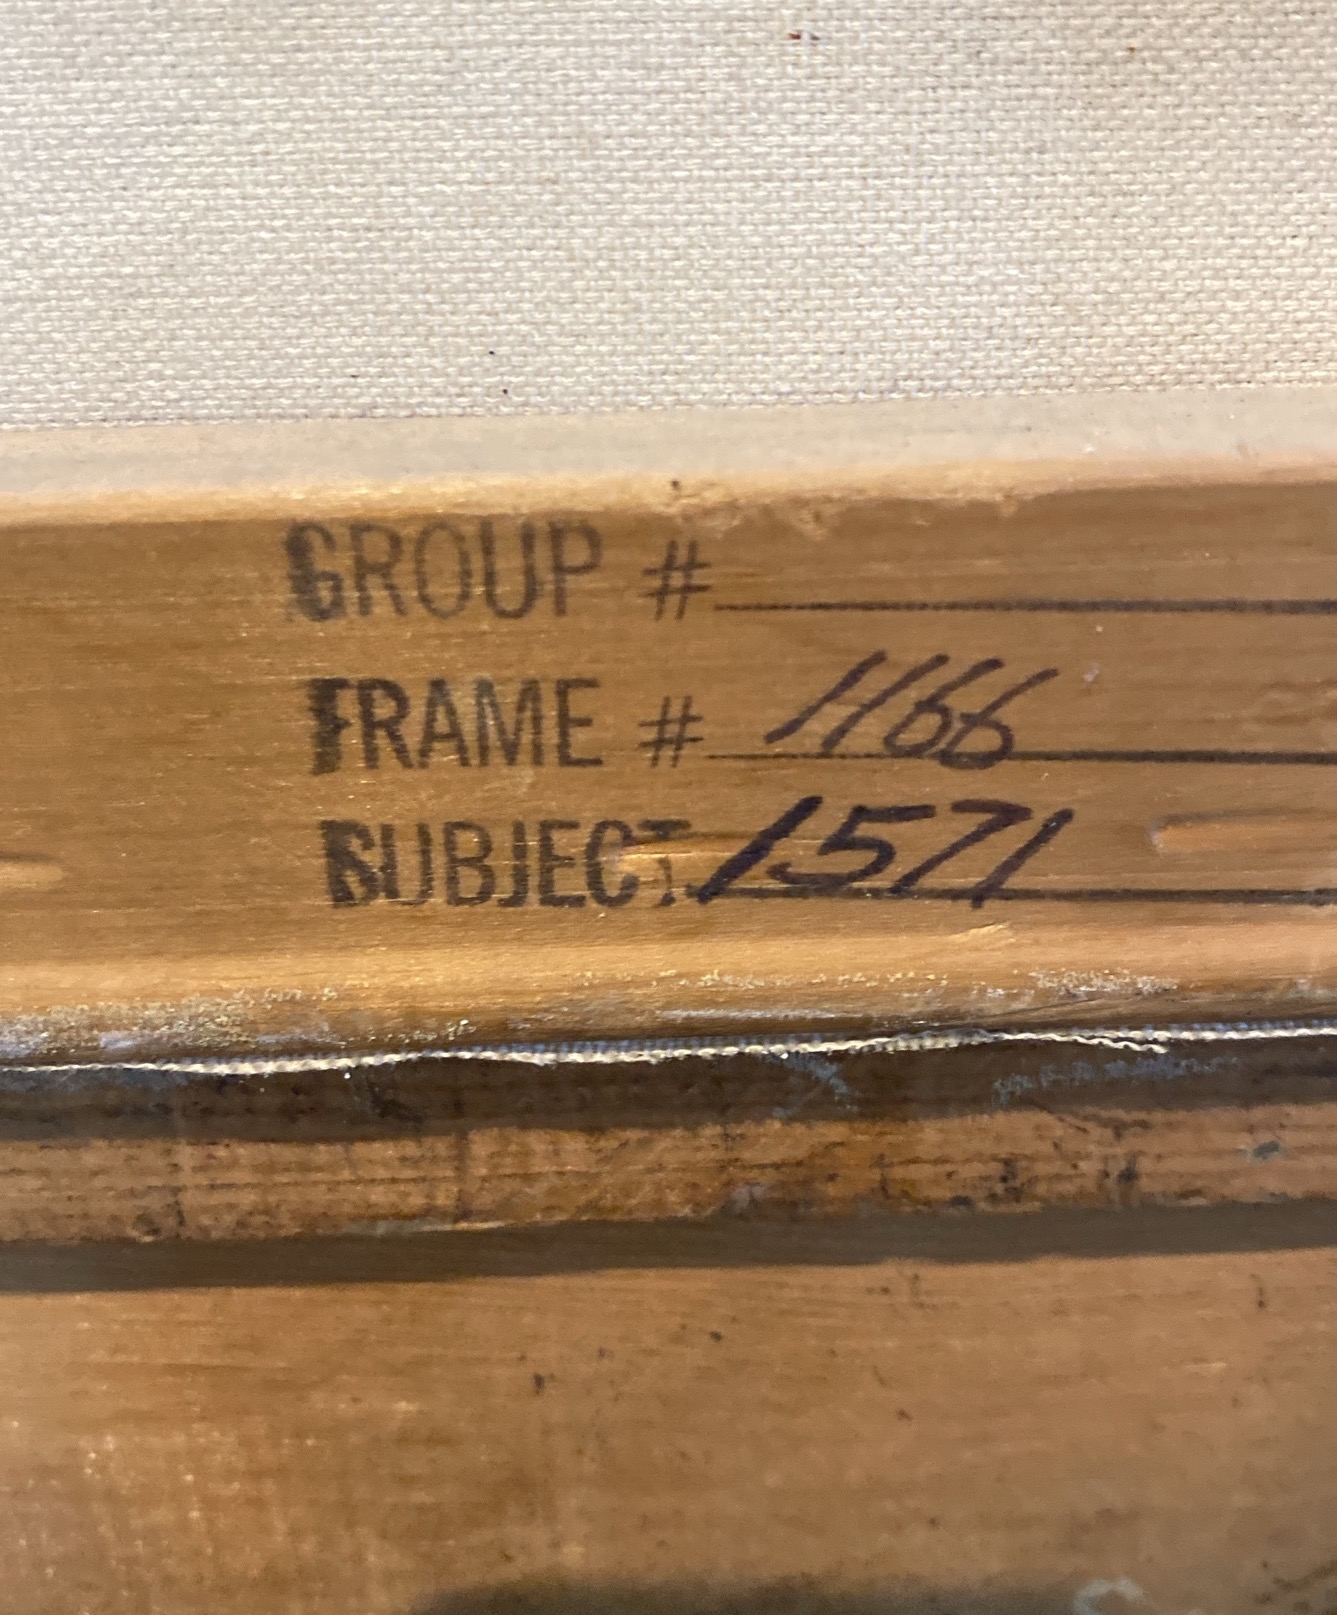 GROUP #
FRAME # 1166
SUBJECT 1571